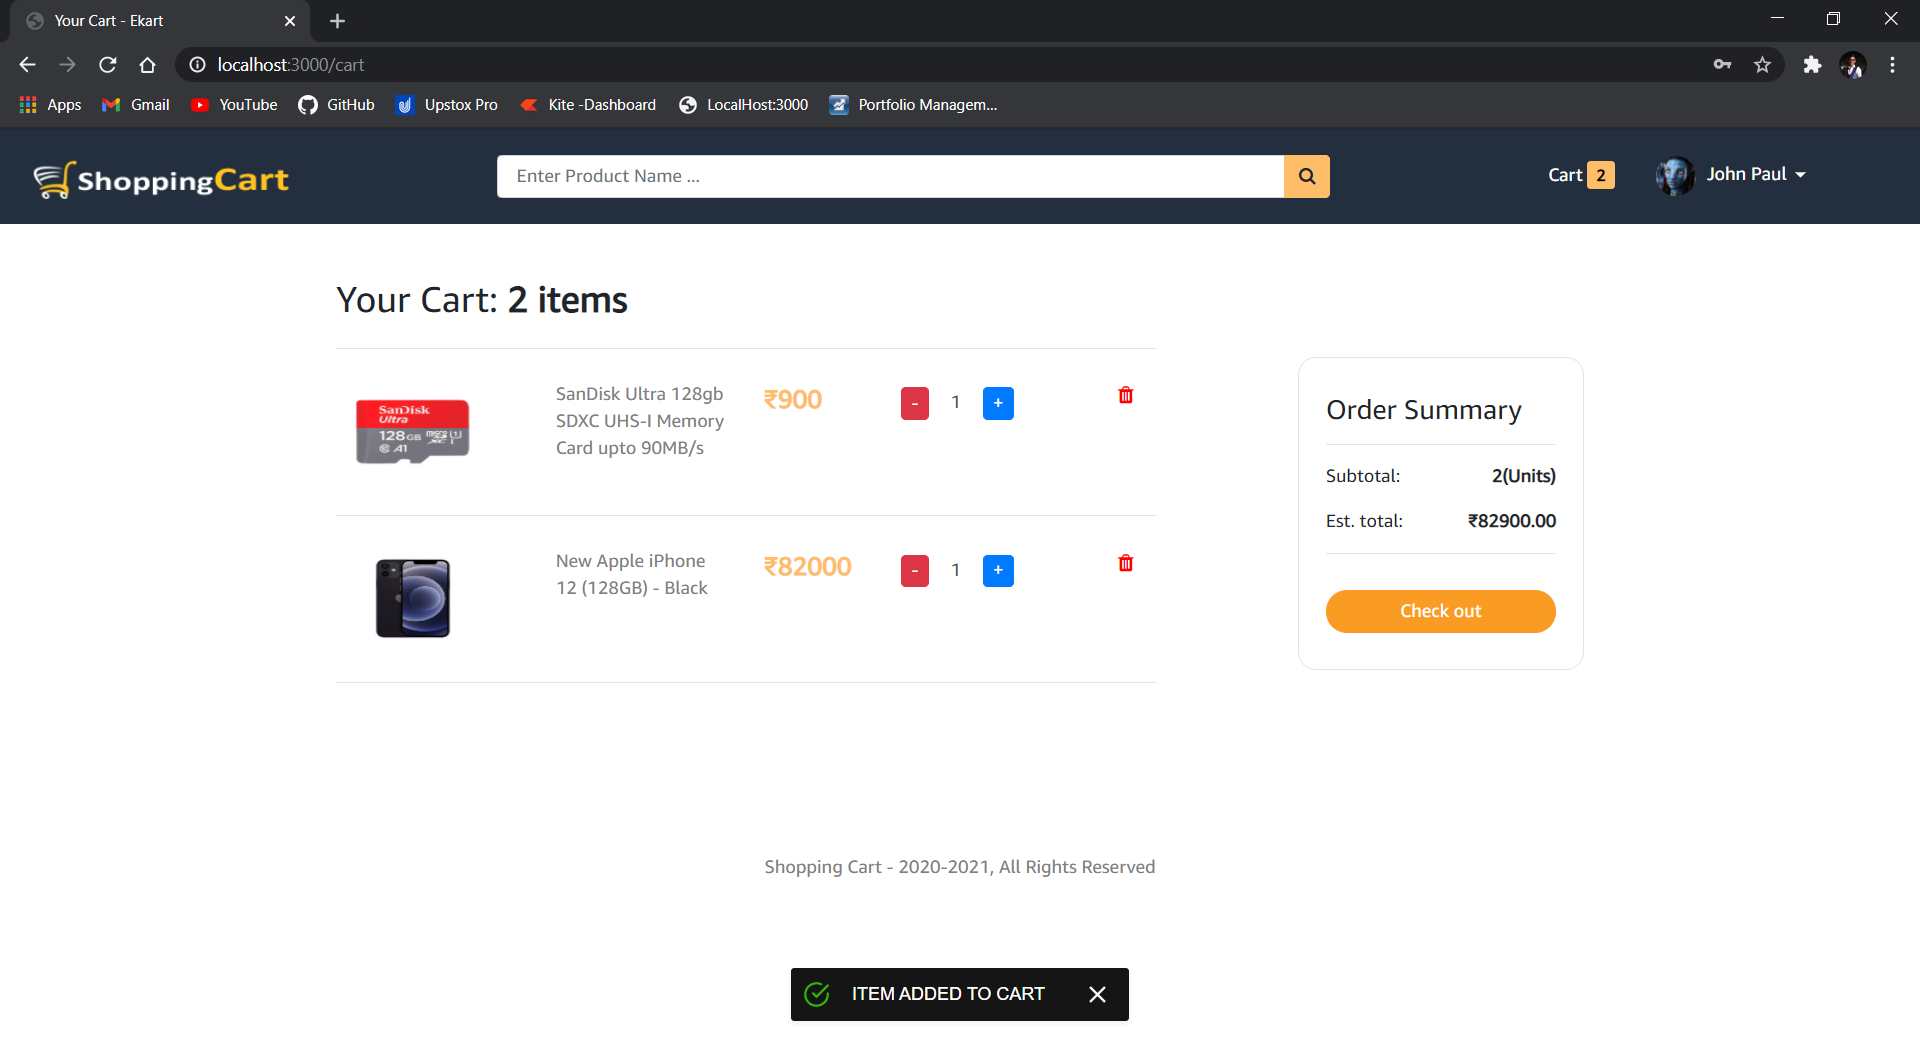 Your Cart - Ekart
localhost:3000/cart
Apps Gmail YouTube GitHub Upstox Pro Kite -Dashboard LocalHost:3000 Portfolio Managem...
ShoppingCart
Enter Product Name ...
Cart 2
John Paul
Your Cart: 2 items
SanDisk
Ultra
128GB
A1
SanDisk Ultra 128gb
SDXC UHS-I Memory
Card upto 90MB/s
₹900
- 1 +
New Apple iPhone
12 (128GB) - Black
₹82000
- 1 +
Order Summary
Subtotal: 2(Units)
Est. total: ₹82900.00
Check out
Shopping Cart - 2020-2021, All Rights Reserved
ITEM ADDED TO CART